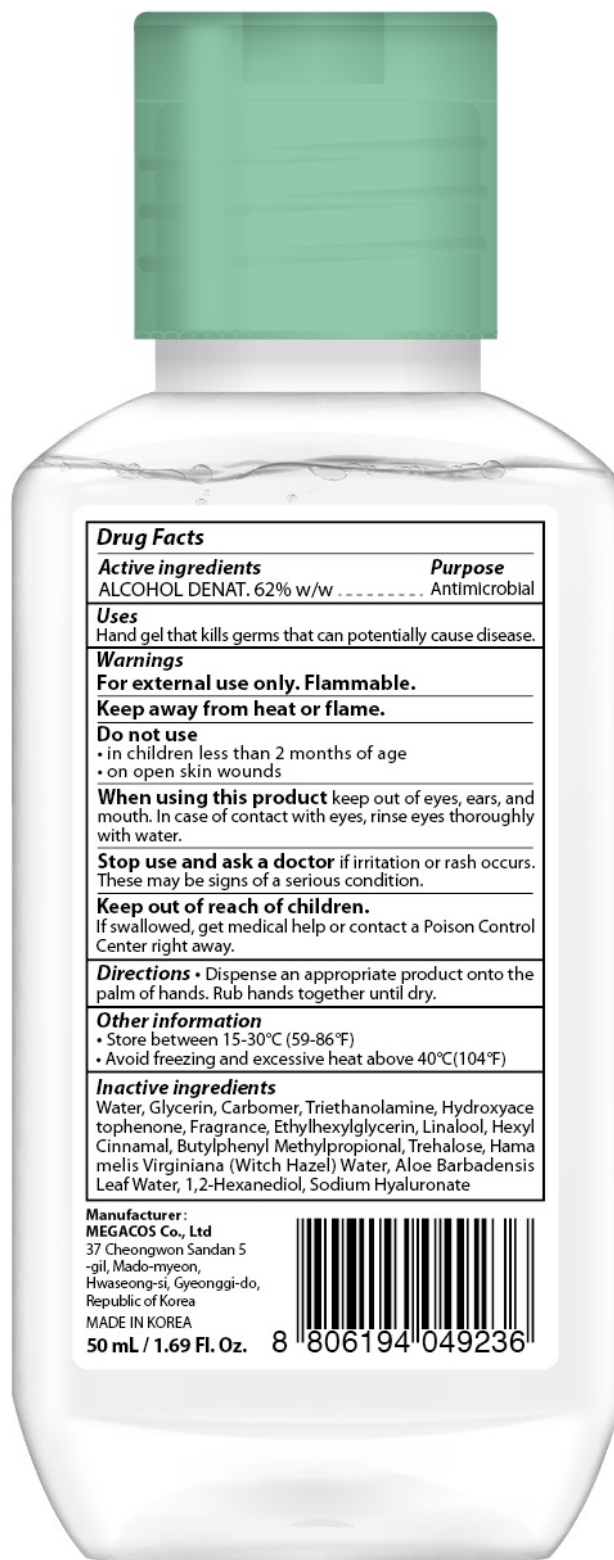 Drug Facts
Active ingredients Purpose
ALCOHOL DENAT. 62% w/w Antimicrobial
Uses
Hand gel that kills germs that can potentially cause disease.
Warnings
For external use only. Flammable.
Keep away from heat or flame.
Do not use
• in children less than 2 months of age
• on open skin wounds
When using this product keep out of eyes, ears, and
mouth. In case of contact with eyes, rinse eyes thoroughly
with water.
Stop use and ask a doctor if irritation or rash occurs.
These may be signs of a serious condition.
Keep out of reach of children.
If swallowed, get medical help or contact a Poison Control
Center right away.
Directions • Dispense an appropriate product onto the
palm of hands. Rub hands together until dry.
Other information
• Store between 15-30℃ (59-86℉)
• Avoid freezing and excessive heat above 40℃(104℉)
Inactive ingredients
Water, Glycerin, Carbomer, Triethanolamine, Hydroxyace
tophenone, Fragrance, Ethylhexylglycerin, Linalool, Hexyl
Cinnamal, Butylphenyl Methylpropional, Trehalose, Hama
melis Virginiana (Witch Hazel) Water, Aloe Barbadensis
Leaf Water, 1,2-Hexanediol, Sodium Hyaluronate
Manufacturer:
MEGACOS Co., Ltd
37 Cheongwon Sandan 5
-gil, Mado-myeon,
Hwaseong-si, Gyeonggi-do,
Republic of Korea
MADE IN KOREA
50 mL / 1.69 Fl. Oz.
8 806194 049236